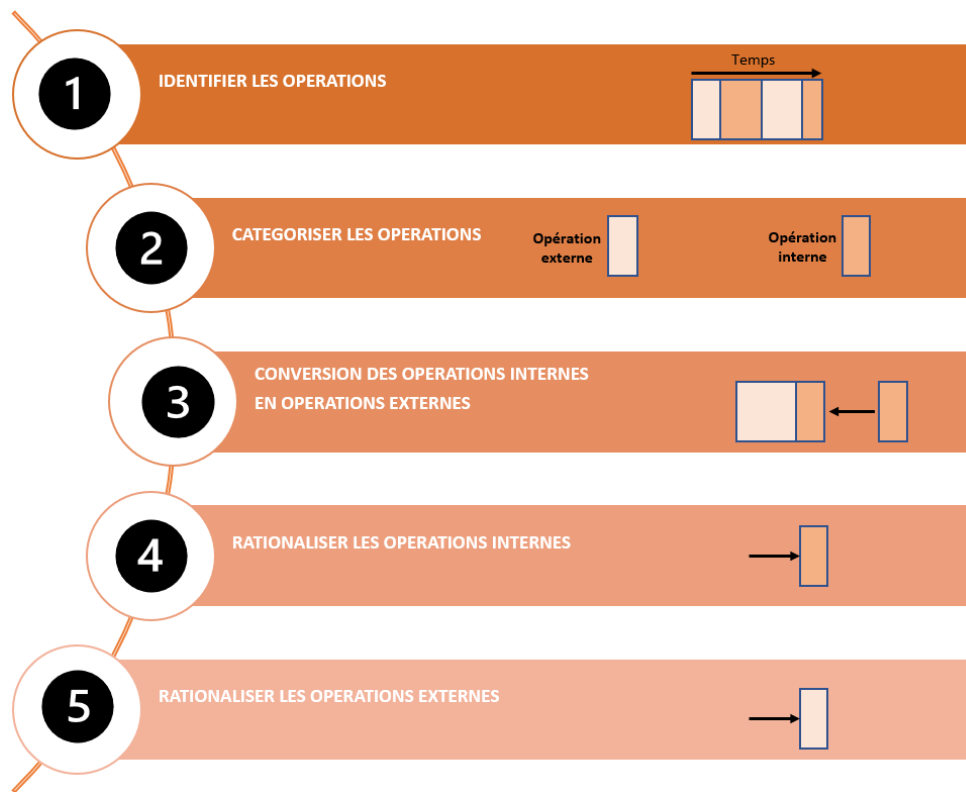 1
IDENTIFIER LES OPERATIONS
Temps
2
CATEGORISER LES OPERATIONS
Opération
externe
Opération
interne
3
CONVERSION DES OPERATIONS INTERNES
EN OPERATIONS EXTERNES
4
RATIONALISER LES OPERATIONS INTERNES
5
RATIONALISER LES OPERATIONS EXTERNES